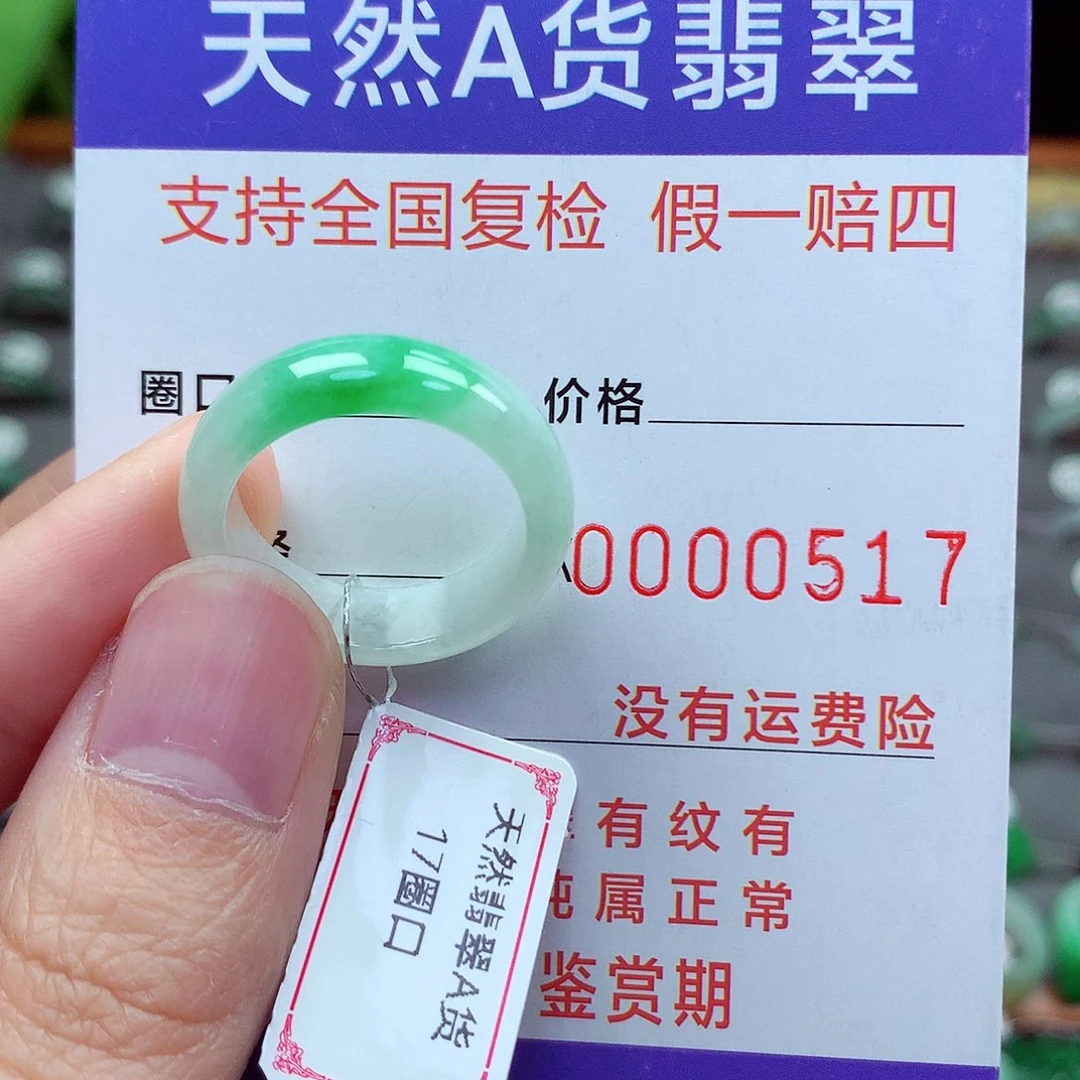 天然A货翡翠
支持全国复检 假一赔四
圈口 价格
0000517
没有运费险
有纹有
纯属正常
鉴赏期
天然翡翠A货
17圈口